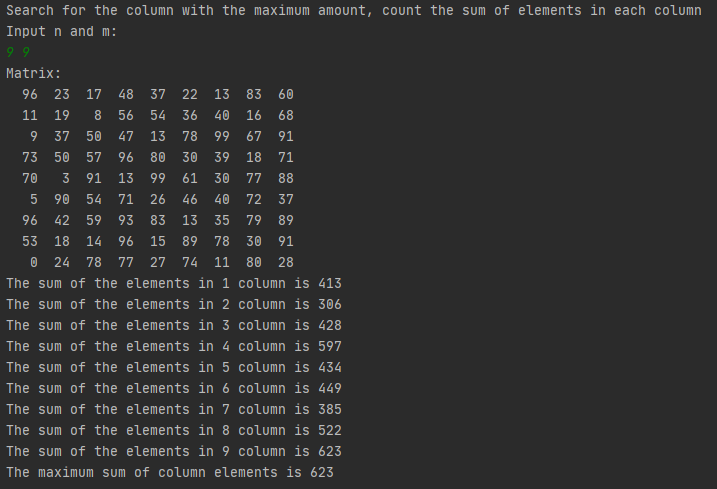 Search for the column with the maximum amount, count the sum of elements in each column
Input n and m:
9 9
Matrix:
96 23 17 48 37 22 13 83 60
11 19 8 56 54 36 40 16 68
9 37 50 47 13 78 99 67 91
73 50 57 96 80 30 39 18 71
70 3 91 13 99 61 30 77 88
5 90 54 71 26 46 40 72 37
96 42 59 93 83 13 35 79 89
53 18 14 96 15 89 78 30 91
0 24 78 77 27 74 11 80 28
The sum of the elements in 1 column is 413
The sum of the elements in 2 column is 306
The sum of the elements in 3 column is 428
The sum of the elements in 4 column is 597
The sum of the elements in 5 column is 434
The sum of the elements in 6 column is 449
The sum of the elements in 7 column is 385
The sum of the elements in 8 column is 522
The sum of the elements in 9 column is 623
The maximum sum of column elements is 623